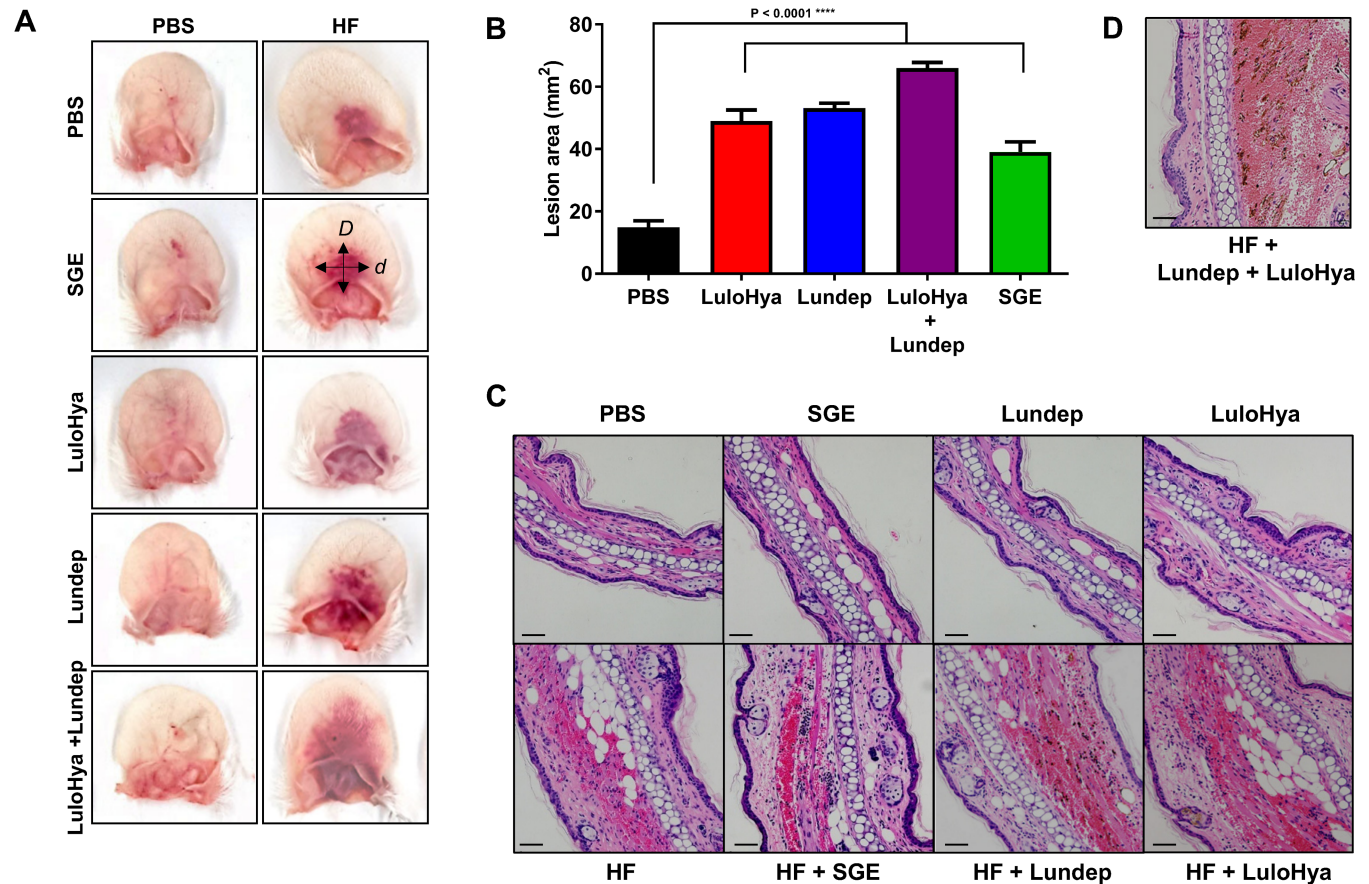 A
PBS
HF
PBS
SGE
D
d
LuloHya
Lundep
LuloHya +Lundep
B
P < 0.0001 ****
Lesion area (mm²)
80
60
40
20
0
PBS
LuloHya
Lundep
LuloHya
+
Lundep
SGE
D
HF +
Lundep + LuloHya
C
PBS
SGE
Lundep
LuloHya
HF
HF + SGE
HF + Lundep
HF + LuloHya